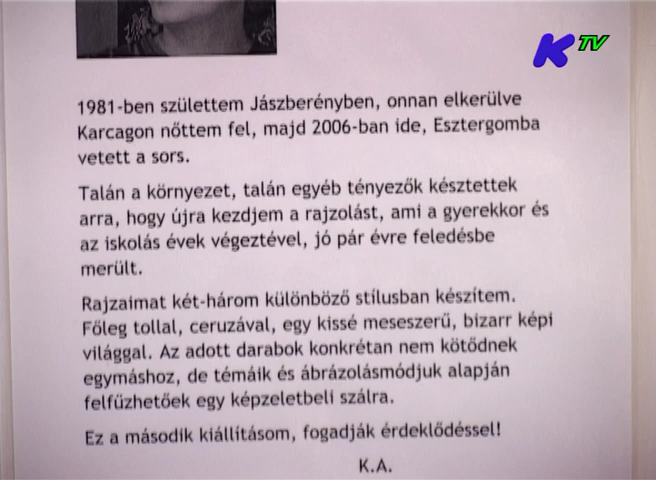 K TV
1981-ben születtem Jászberényben, onnan elkerülve
Karcagon nőttem fel, majd 2006-ban ide, Esztergomba
vetett a sors.
Talán a környezet, talán egyéb tényezők késztettek
arra, hogy újra kezdjem a rajzolást, ami a gyerekkor és
az iskolás évek végeztével, jó pár évre feledésbe
merült.
Rajzaimat két-három különböző stílusban készítem.
Főleg tollal, ceruzával, egy kissé meseszerű, bizarr képi
világgal. Az adott darabok konkrétan nem kötődnek
egymáshoz, de témáik és ábrázolásmódjuk alapján
felfűzhetőek egy képzeletbeli szálra.
Ez a második kiállításom, fogadják érdeklődéssel!
K.A.